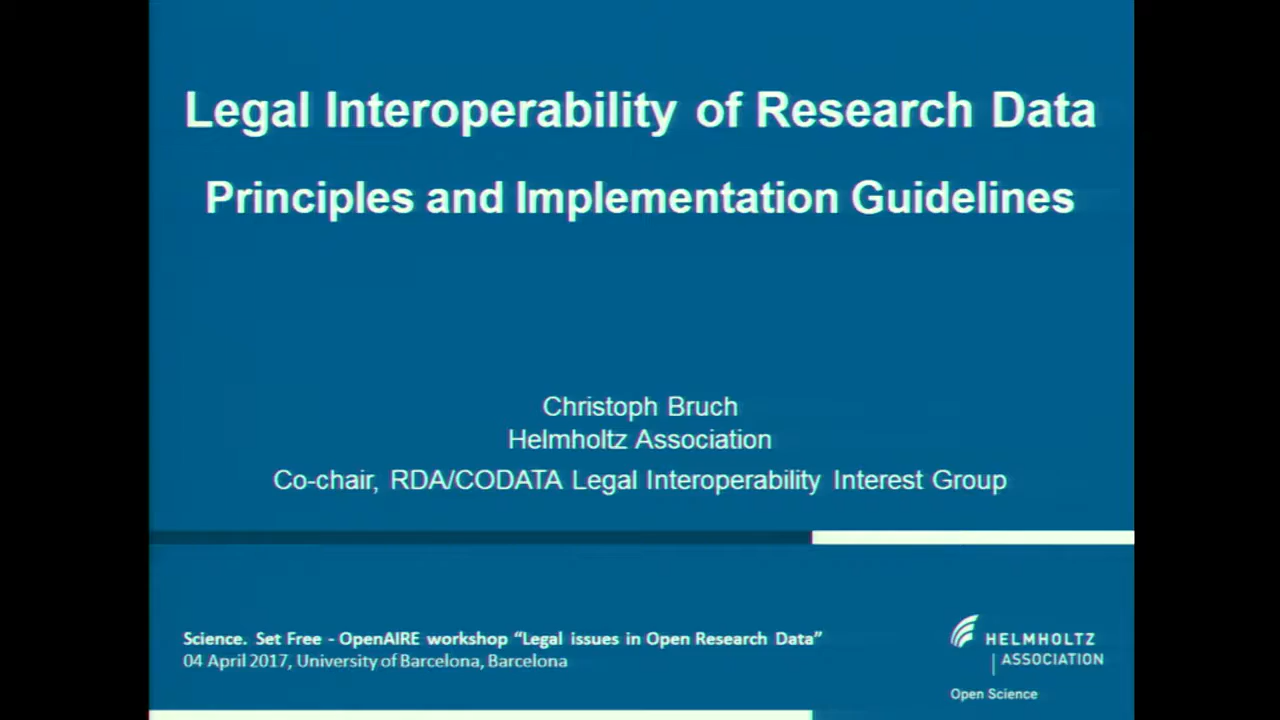 Legal Interoperability of Research Data
Principles and Implementation Guidelines
Christoph Bruch
Helmholtz Association
Co-chair, RDA/CODATA Legal Interoperability Interest Group
Science. Set Free - OpenAIRE workshop “Legal issues in Open Research Data”
04 April 2017, University of Barcelona, Barcelona
HELMHOLTZ
ASSOCIATION
Open Science